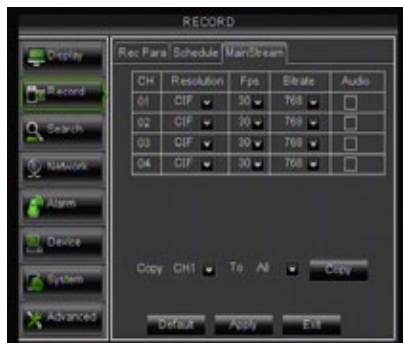 RECORD
Display
Record
Search
Network
Alarm
Device
System
Advanced
Rec Para Schedule MainStream
CH Resolution Fps Bitrate Audio
01 CIF 30 768
02 CIF 30 768
03 CIF 30 768
04 CIF 30 768
Copy CH1 To All Copy
Default Apply Exit